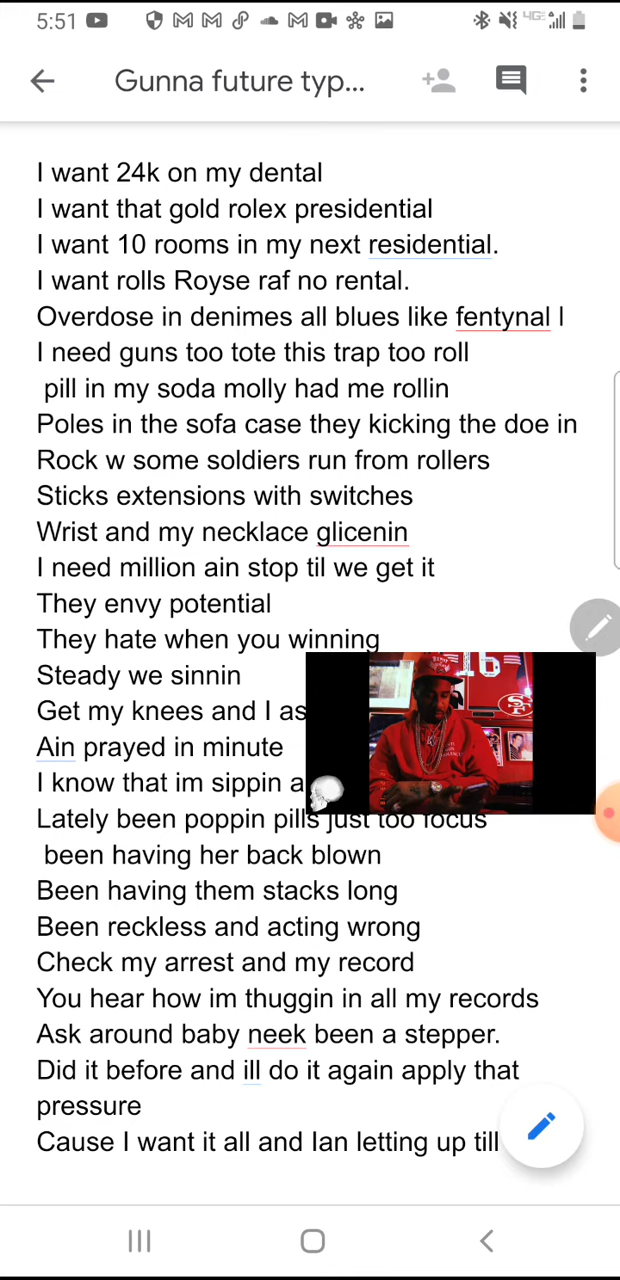 5:51
4GE
Gunna future typ...
I want 24k on my dental
I want that gold rolex presidential
I want 10 rooms in my next residential.
I want rolls Royse raf no rental.
Overdose in denimes all blues like fentynal l
I need guns too tote this trap too roll
pill in my soda molly had me rollin
Poles in the sofa case they kicking the doe in
Rock w some soldiers run from rollers
Sticks extensions with switches
Wrist and my necklace glicenin
I need million ain stop til we get it
They envy potential
They hate when you winning
Steady we sinnin
16
SF
Get my knees and I as
Ain prayed in minute
I know that im sippin a
Lately been poppin pills just too focus
been having her back blown
Been having them stacks long
Been reckless and acting wrong
Check my arrest and my record
You hear how im thuggin in all my records
Ask around baby neek been a stepper.
Did it before and ill do it again apply that
pressure
Cause I want it all and Ian letting up till